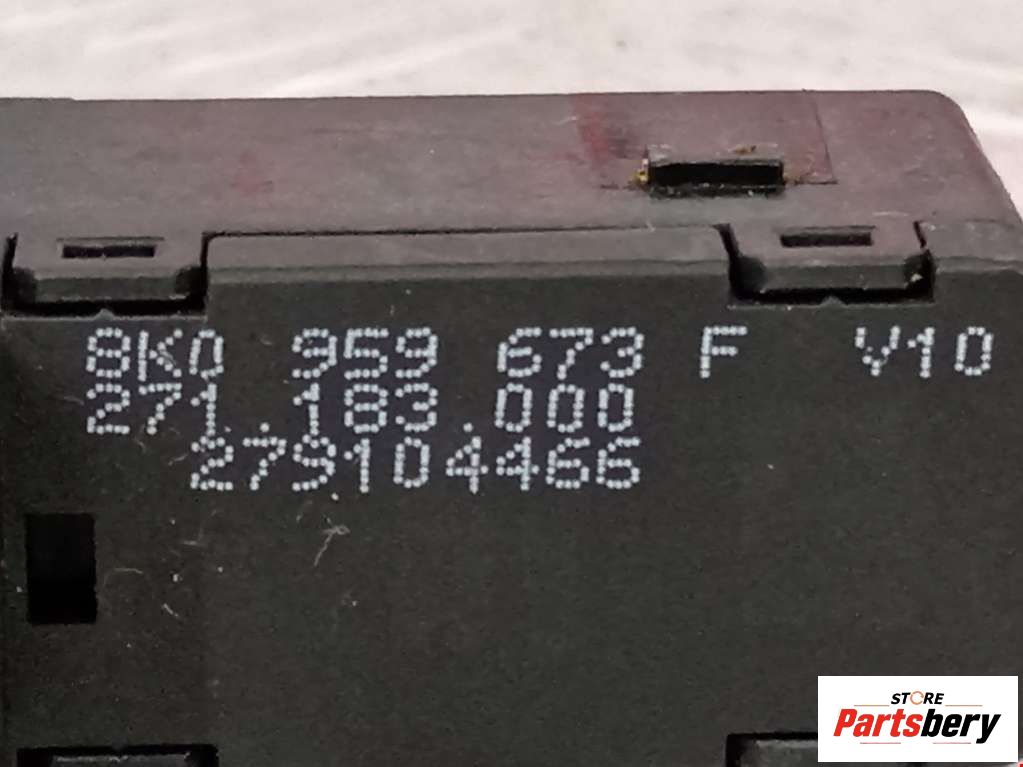 8K0 959 673 F V10
271.183.000
27S104466
STORE
Partsbery